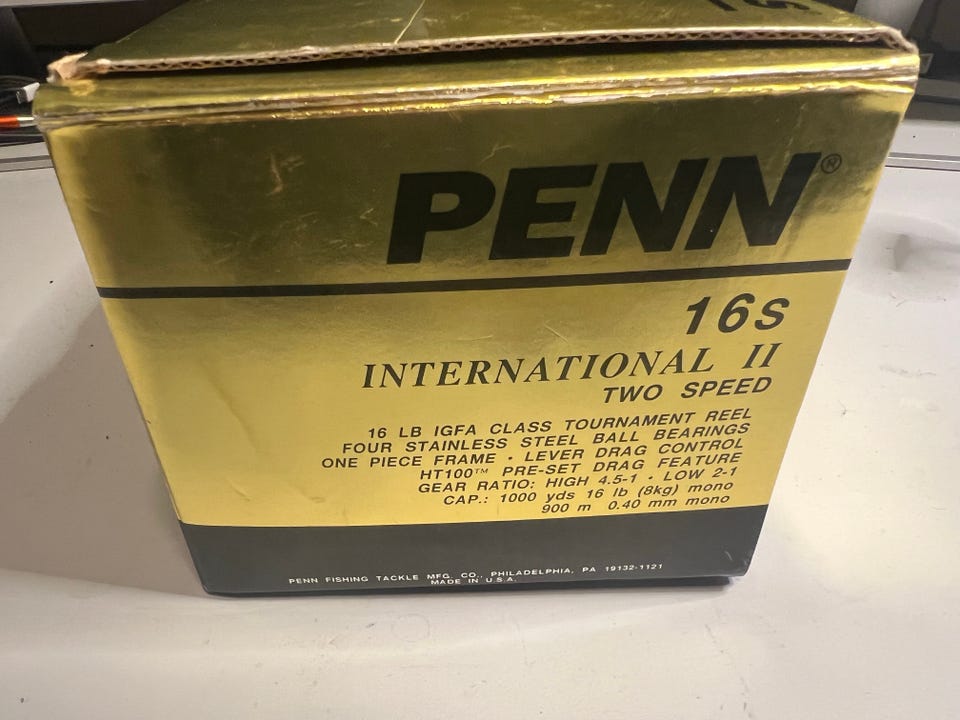 16S
PENN®
16S
INTERNATIONAL II
TWO SPEED
16 LB IGFA CLASS TOURNAMENT REEL
FOUR STAINLESS STEEL BALL BEARINGS
ONE PIECE FRAME · LEVER DRAG CONTROL
HT100™ PRE-SET DRAG FEATURE
GEAR RATIO: HIGH 4.5-1 · LOW 2-1
CAP.: 1000 yds 16 lb (8kg) mono
900 m 0.40 mm mono
PENN FISHING TACKLE MFG. CO., PHILADELPHIA, PA 19132-1121
MADE IN U.S.A.